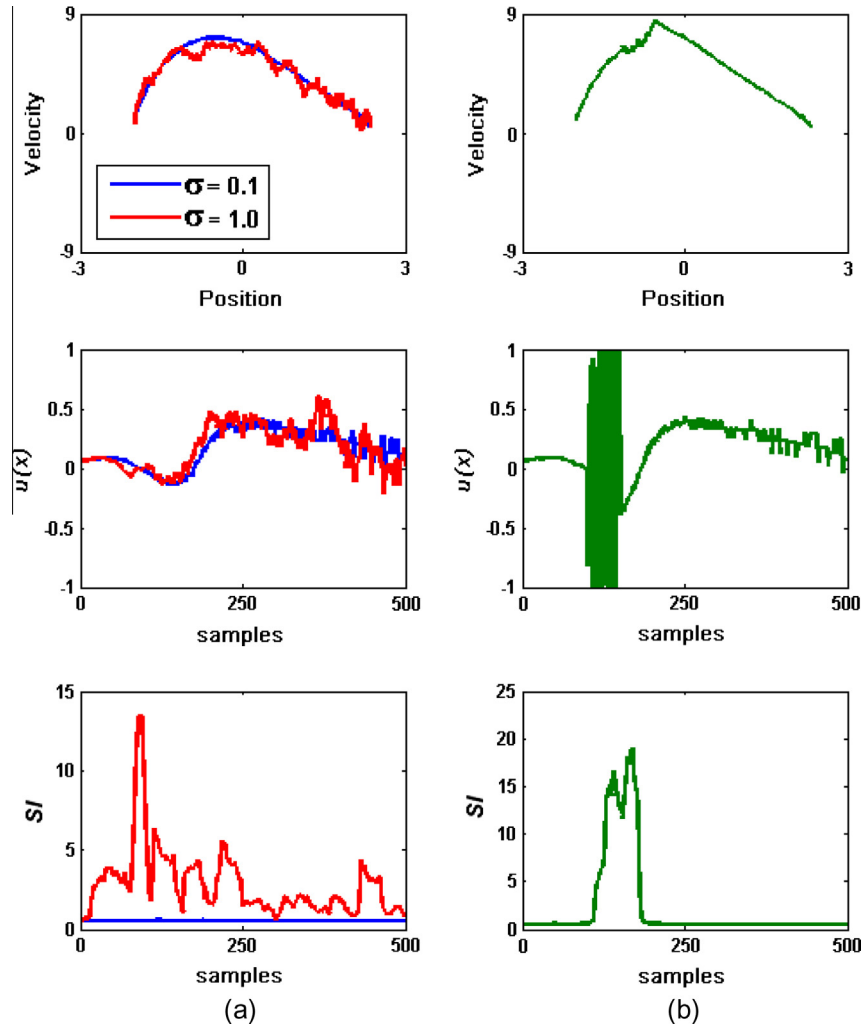 9
0
-9
Velocity
σ = 0.1
σ = 1.0
-3 0 3
Position
9
0
-9
Velocity
-3 0 3
Position
1
0.5
0
-0.5
-1
u(x)
0 250 500
samples
1
0.5
0
-0.5
-1
u(x)
0 250 500
samples
15
10
5
0
SI
0 250 500
samples
(a)
25
20
15
10
5
0
SI
0 250 500
samples
(b)